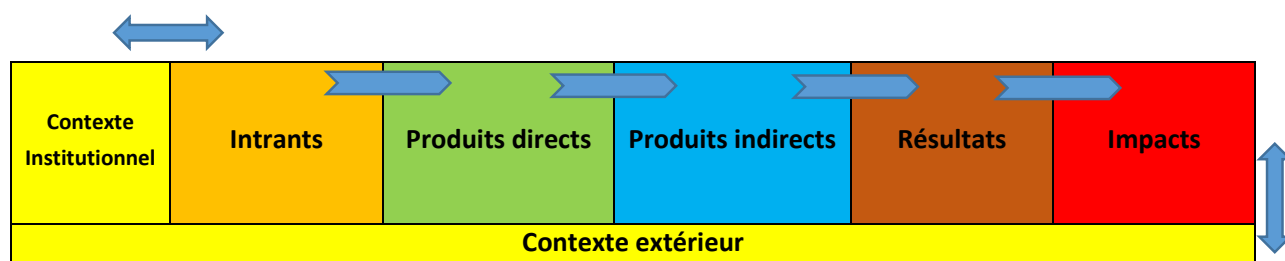 Contexte
Institutionnel
Intrants
Produits directs
Produits indirects
Résultats
Impacts
Contexte extérieur